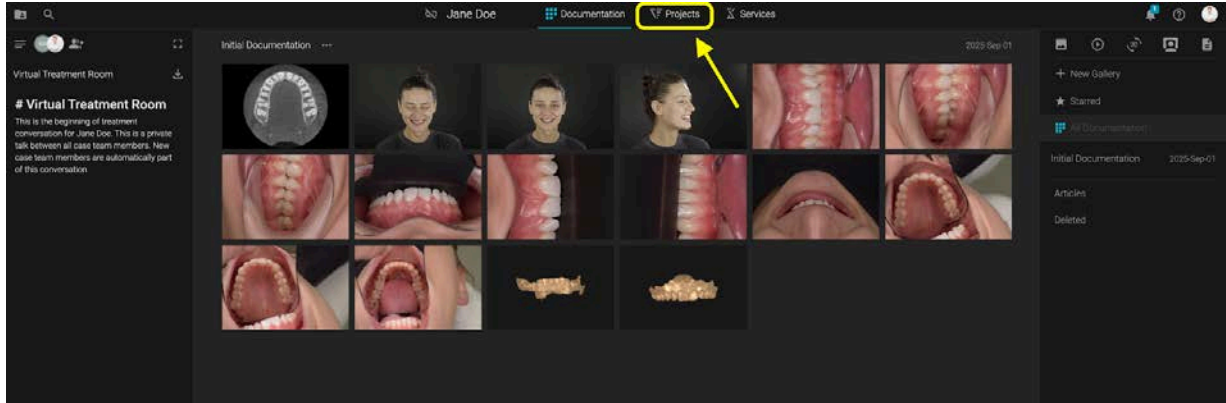 Jane Doe
Documentation
Projects
Services
Virtual Treatment Room
# Virtual Treatment Room
This is the beginning of treatment
conversation for Jane Doe. This is a private
talk between all case team members. New
case team members are automatically part
of this conversation
Initial Documentation ···
2025-Sep-01
+ New Gallery
Starred
All Documentation
Initial Documentation 2025-Sep-01
Articles
Deleted